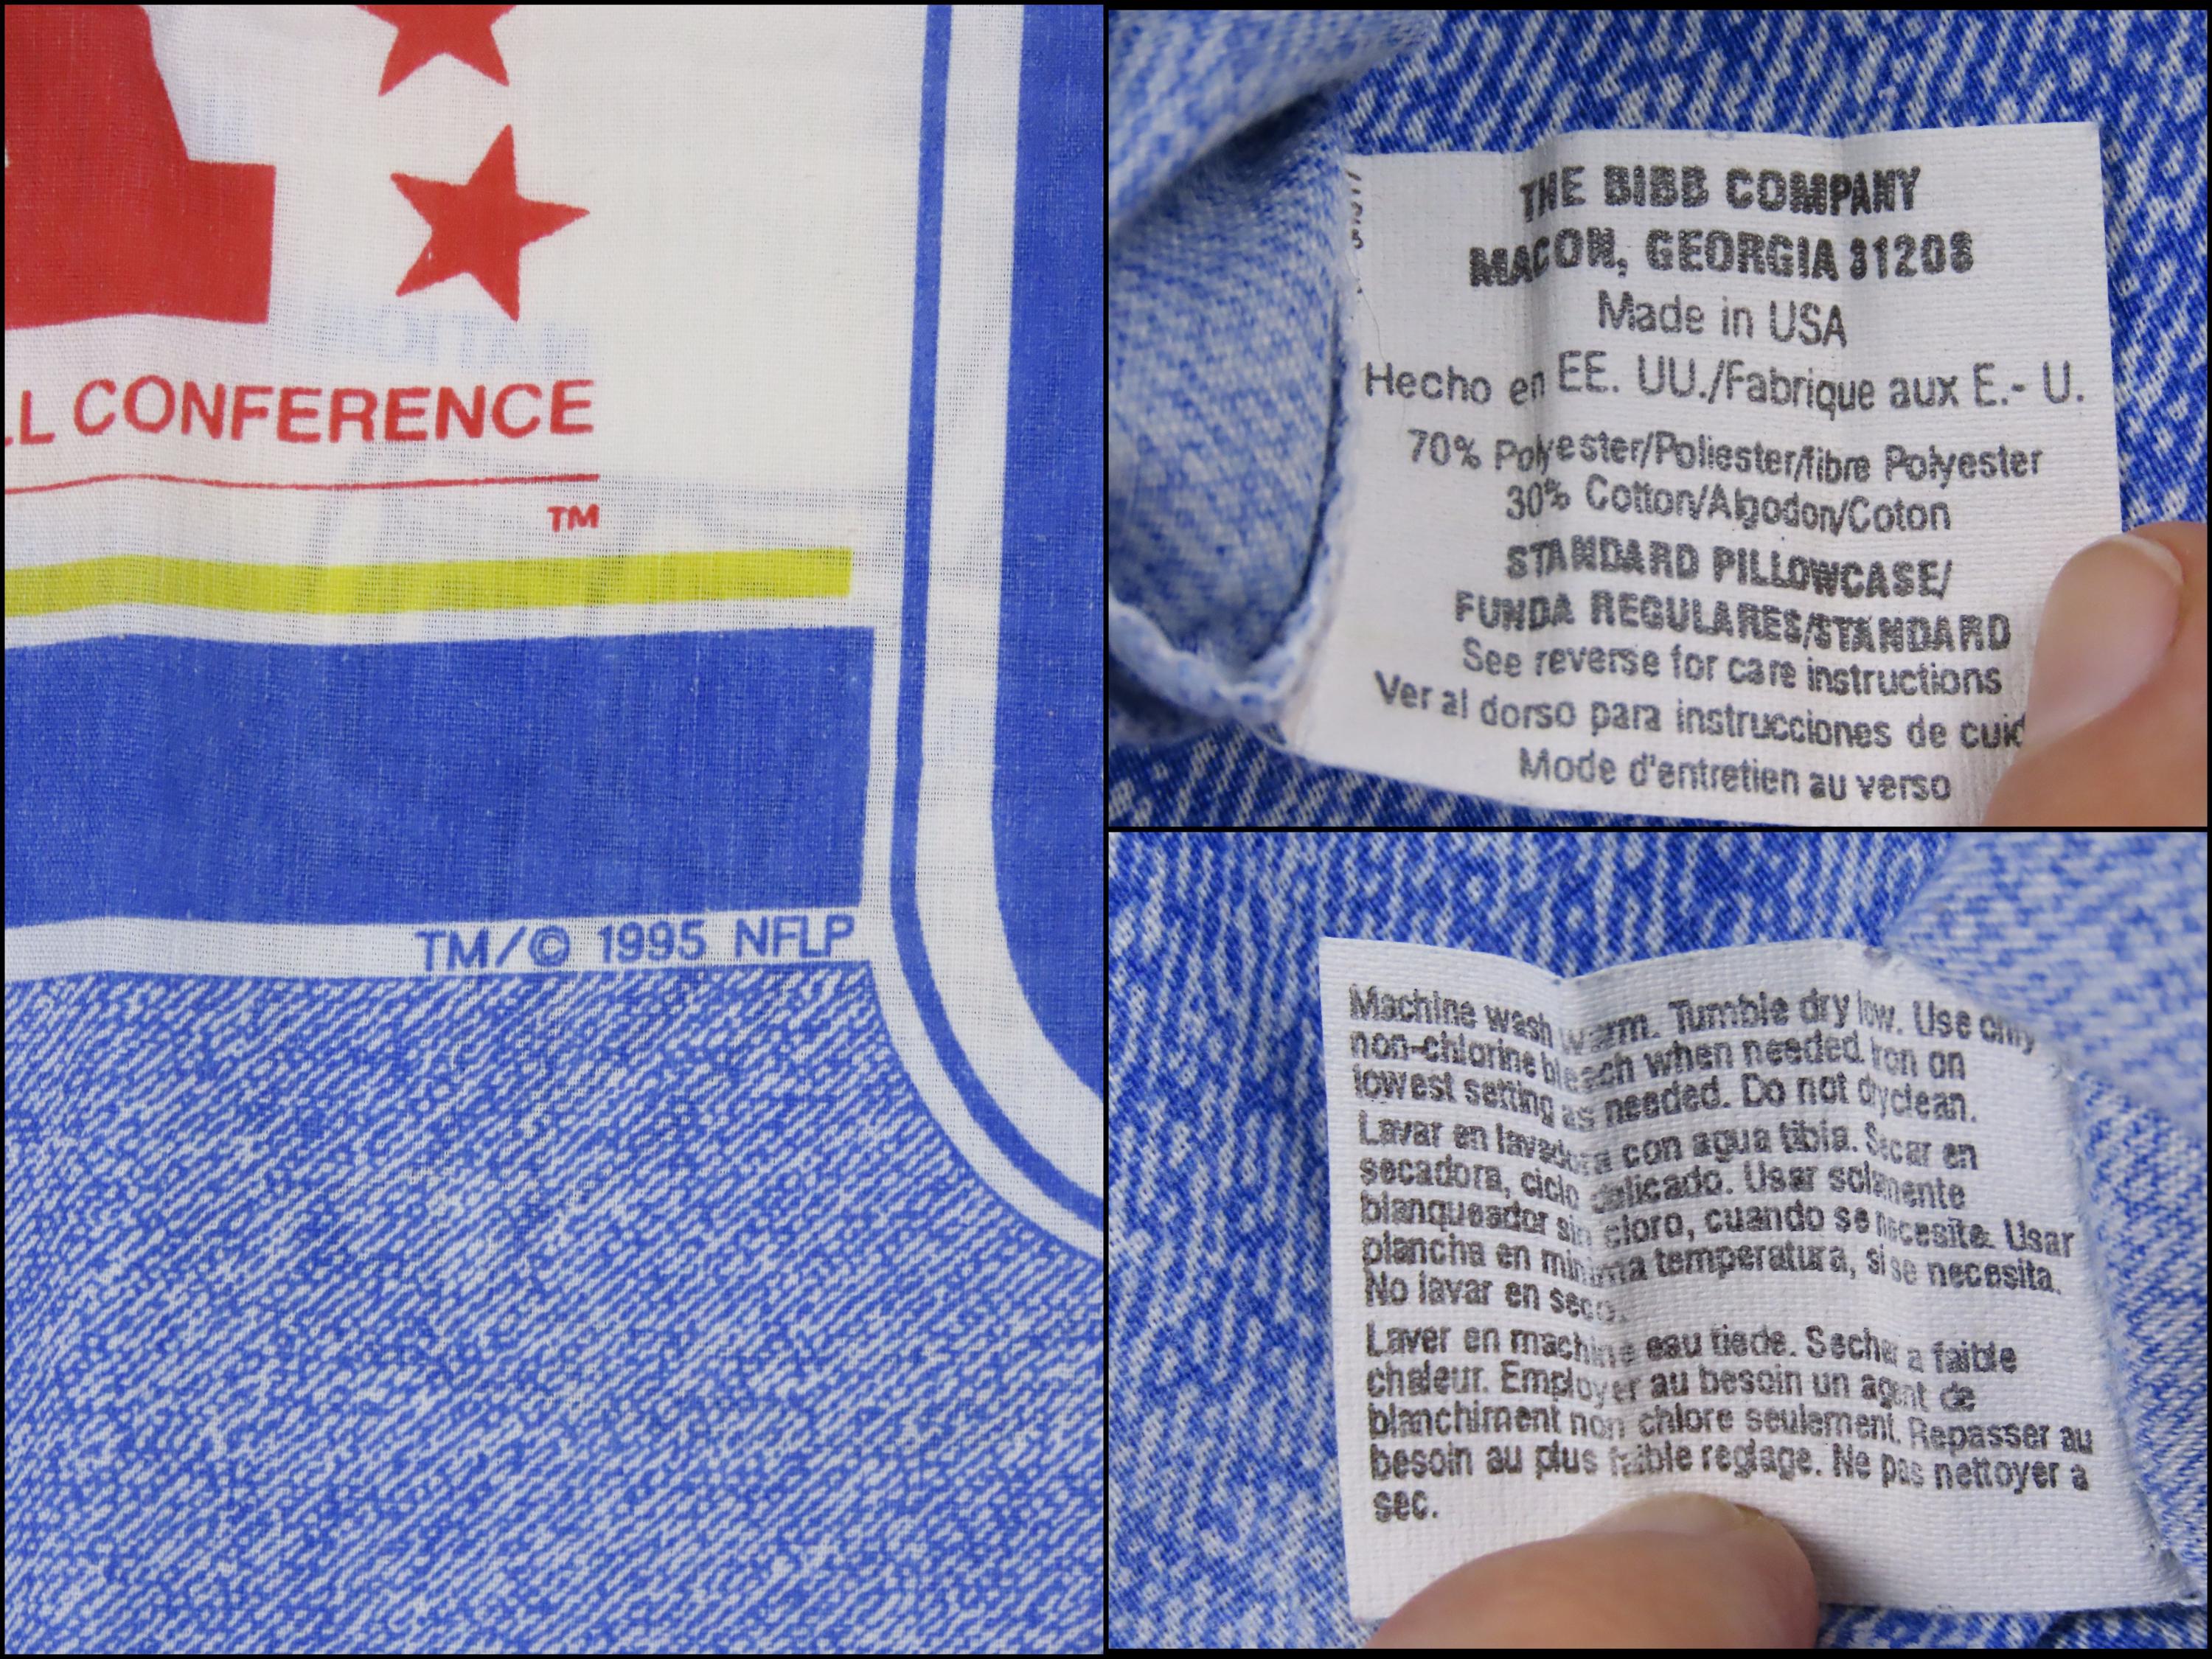 L CONFERENCE
TM
TM/© 1995 NFLP
THE BIBB COMPANY
MACON, GEORGIA 31208
Made in USA
Hecho en EE. UU./Fabrique aux E.- U.
70% Polyester/Poliester/fibre Polyester
30% Cotton/Algodon/Coton
STANDARD PILLOWCASE/
FUNDA REGULARES/STANDARD
See reverse for care instructions
Ver al dorso para instrucciones de cuid
Mode d'entretien au verso
Machine wash warm. Tumble dry low. Use only
non-chlorine bleach when needed. Iron on
lowest setting as needed. Do not dryclean.
Lavar en lavadora con agua tibia. Secar en
secadora, ciclo delicado. Usar solamente
blanqueador sin cloro, cuando se necesite. Usar
plancha en minima temperatura, si se necesita.
No lavar en seco.
Laver en machine eau tiede. Secher a faible
chaleur. Employer au besoin un agent de
blanchiment non chlore seulement. Repasser au
besoin au plus faible reglage. Ne pas nettoyer a
sec.